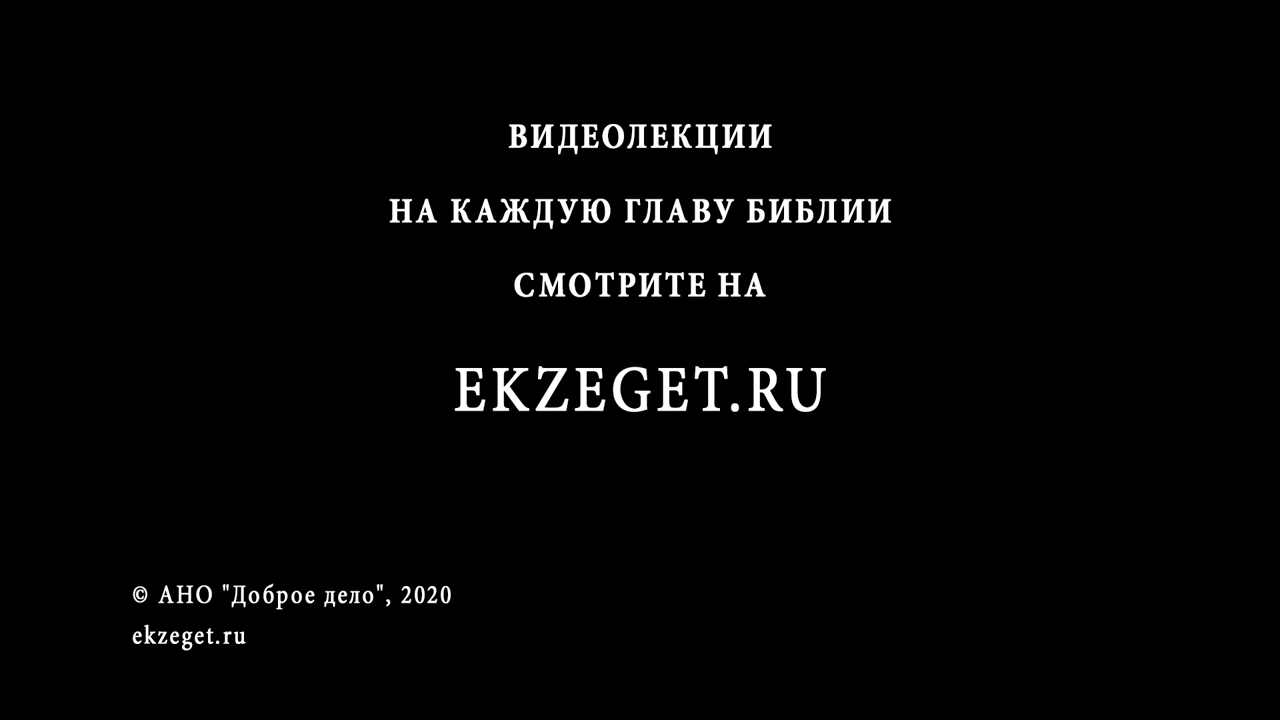 ВИДЕОЛЕКЦИИ
НА КАЖДУЮ ГЛАВУ БИБЛИИ
СМОТРИТЕ НА
EKZEGET.RU
© АНО "Доброе дело", 2020
ekzeget.ru